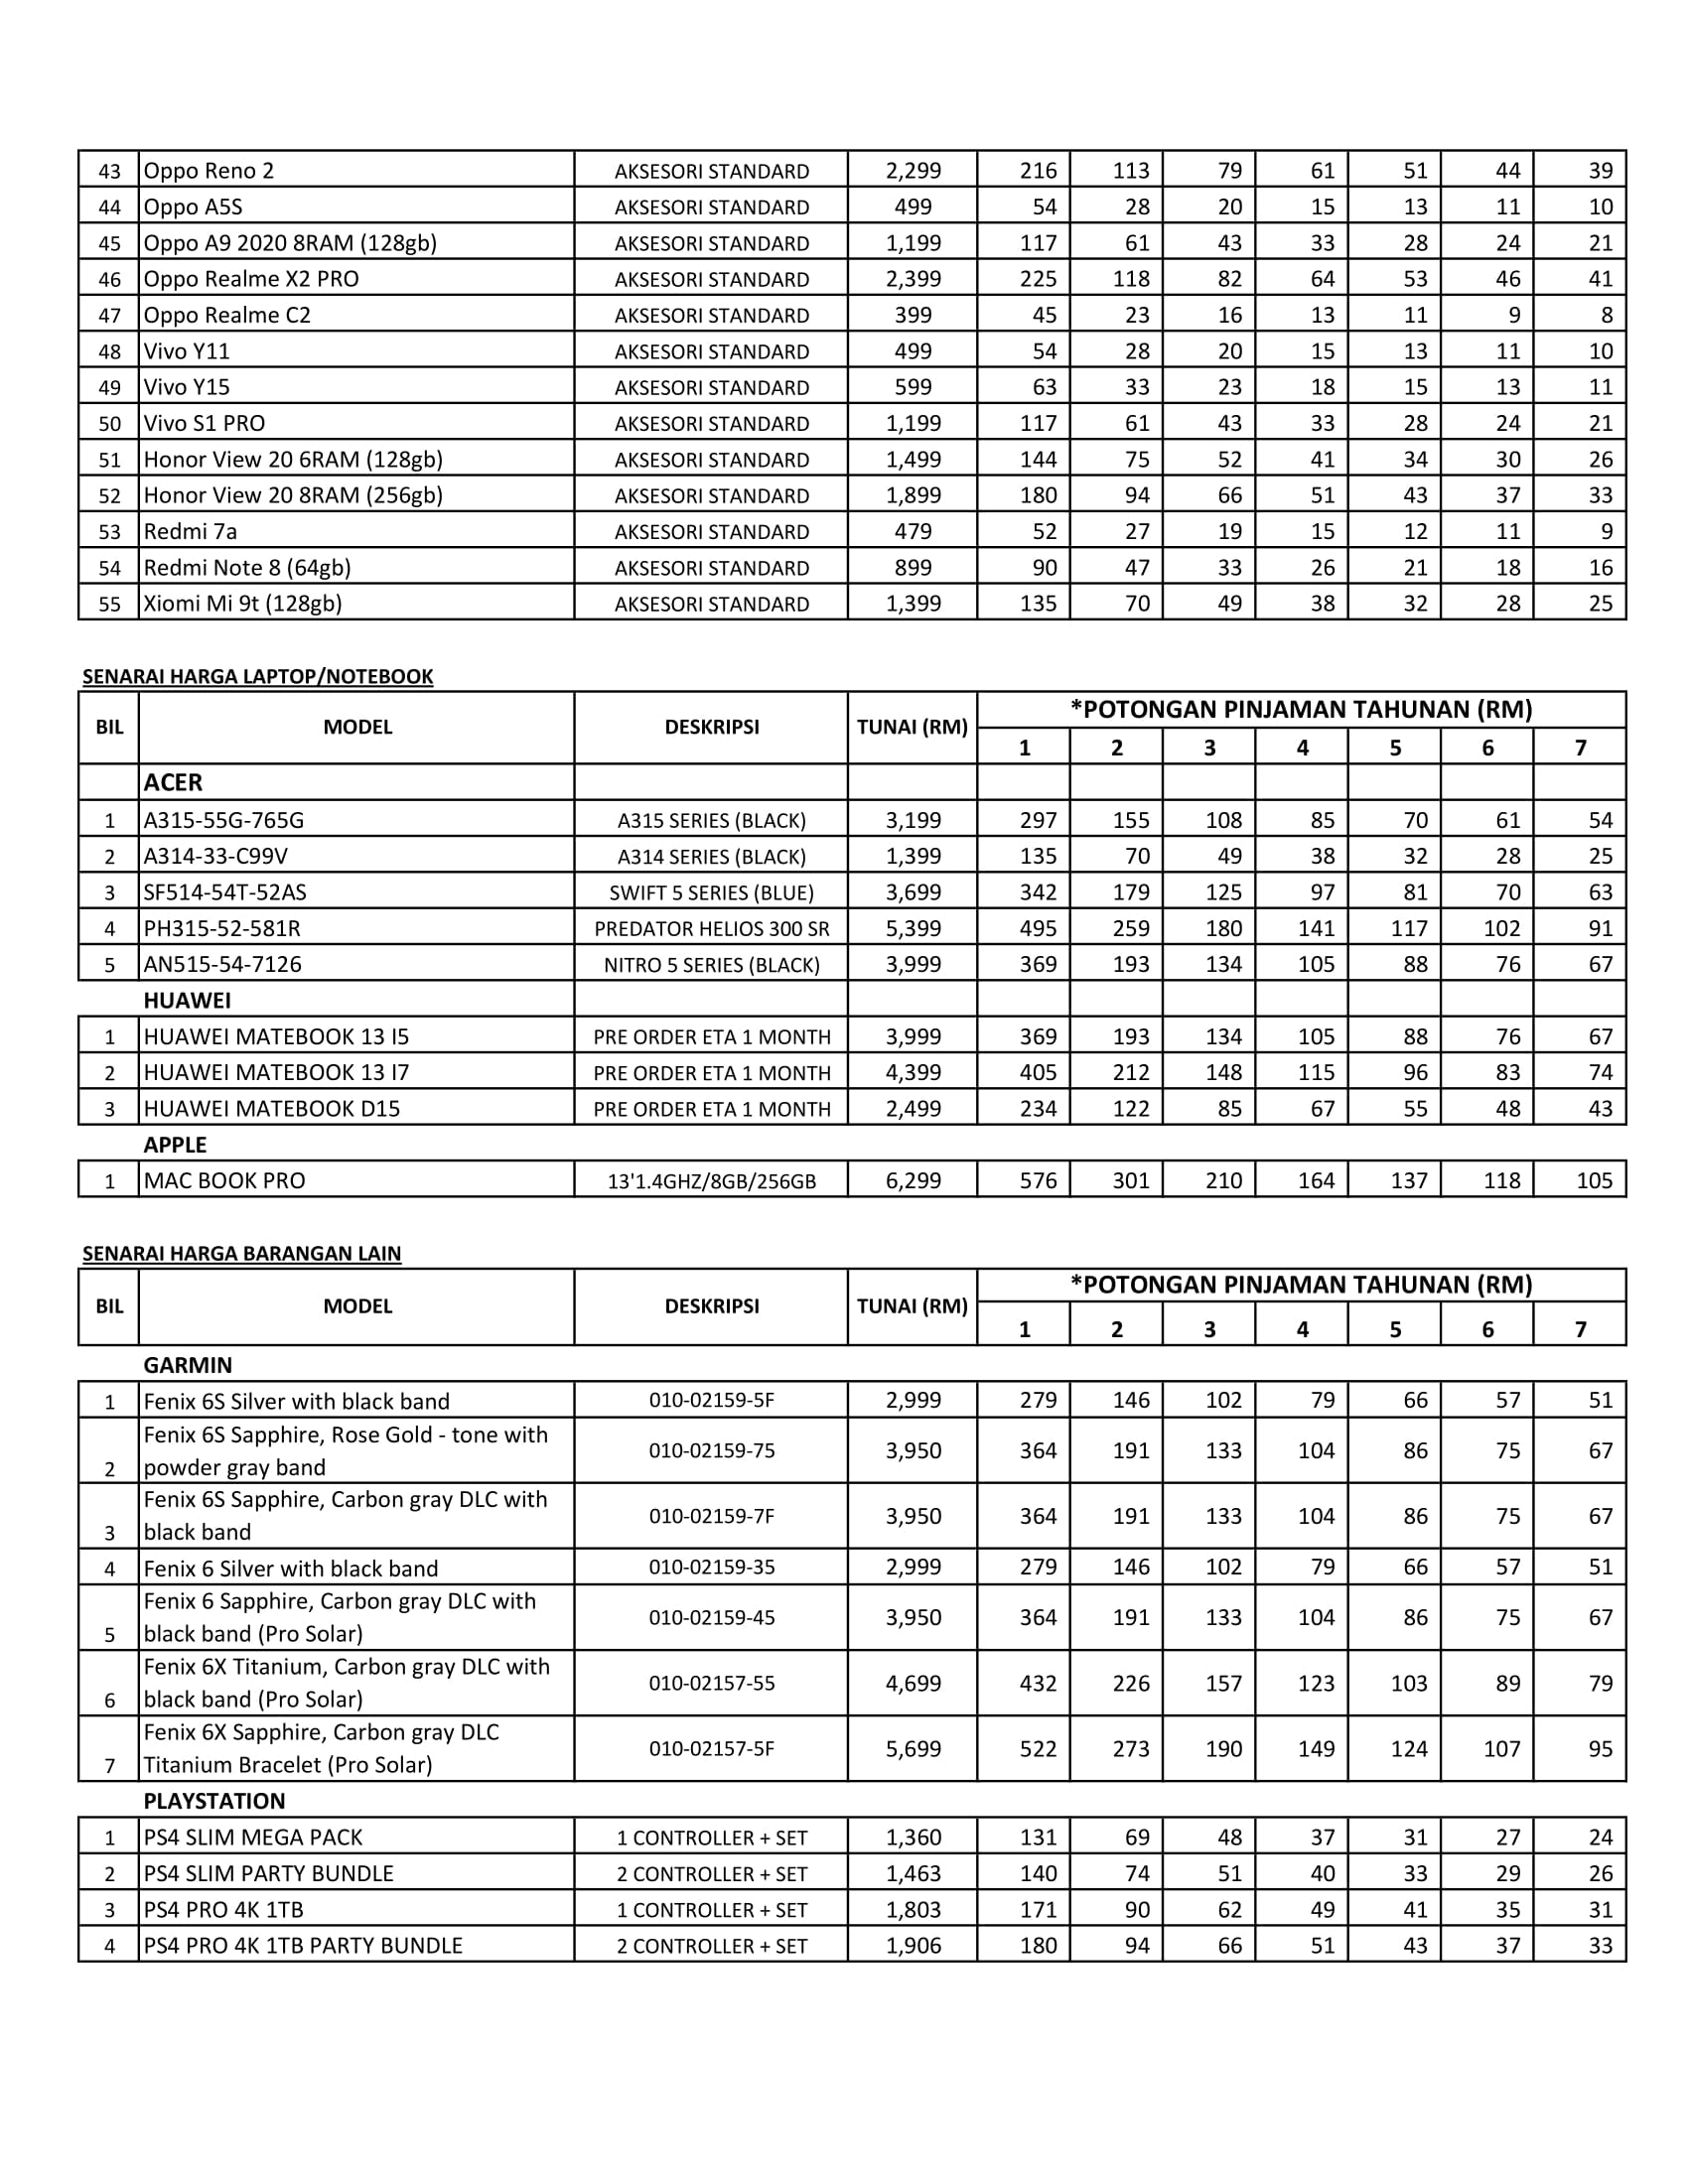 43 Oppo Reno 2 AKSESORI STANDARD 2,299 216 113 79 61 51 44 39
44 Oppo A5S AKSESORI STANDARD 499 54 28 20 15 13 11 10
45 Oppo A9 2020 8RAM (128gb) AKSESORI STANDARD 1,199 117 61 43 33 28 24 21
46 Oppo Realme X2 PRO AKSESORI STANDARD 2,399 225 118 82 64 53 46 41
47 Oppo Realme C2 AKSESORI STANDARD 399 45 23 16 13 11 9 8
48 Vivo Y11 AKSESORI STANDARD 499 54 28 20 15 13 11 10
49 Vivo Y15 AKSESORI STANDARD 599 63 33 23 18 15 13 11
50 Vivo S1 PRO AKSESORI STANDARD 1,199 117 61 43 33 28 24 21
51 Honor View 20 6RAM (128gb) AKSESORI STANDARD 1,499 144 75 52 41 34 30 26
52 Honor View 20 8RAM (256gb) AKSESORI STANDARD 1,899 180 94 66 51 43 37 33
53 Redmi 7a AKSESORI STANDARD 479 52 27 19 15 12 11 9
54 Redmi Note 8 (64gb) AKSESORI STANDARD 899 90 47 33 26 21 18 16
55 Xiomi Mi 9t (128gb) AKSESORI STANDARD 1,399 135 70 49 38 32 28 25
SENARAI HARGA LAPTOP/NOTEBOOK
BIL MODEL DESKRIPSI TUNAI (RM) *POTONGAN PINJAMAN TAHUNAN (RM)
1 2 3 4 5 6 7
ACER
1 A315-55G-765G A315 SERIES (BLACK) 3,199 297 155 108 85 70 61 54
2 A314-33-C99V A314 SERIES (BLACK) 1,399 135 70 49 38 32 28 25
3 SF514-54T-52AS SWIFT 5 SERIES (BLUE) 3,699 342 179 125 97 81 70 63
4 PH315-52-581R PREDATOR HELIOS 300 SR 5,399 495 259 180 141 117 102 91
5 AN515-54-7126 NITRO 5 SERIES (BLACK) 3,999 369 193 134 105 88 76 67
HUAWEI
1 HUAWEI MATEBOOK 13 I5 PRE ORDER ETA 1 MONTH 3,999 369 193 134 105 88 76 67
2 HUAWEI MATEBOOK 13 I7 PRE ORDER ETA 1 MONTH 4,399 405 212 148 115 96 83 74
3 HUAWEI MATEBOOK D15 PRE ORDER ETA 1 MONTH 2,499 234 122 85 67 55 48 43
APPLE
1 MAC BOOK PRO 13'1.4GHZ/8GB/256GB 6,299 576 301 210 164 137 118 105
SENARAI HARGA BARANGAN LAIN
BIL MODEL DESKRIPSI TUNAI (RM) *POTONGAN PINJAMAN TAHUNAN (RM)
1 2 3 4 5 6 7
GARMIN
1 Fenix 6S Silver with black band 010-02159-5F 2,999 279 146 102 79 66 57 51
Fenix 6S Sapphire, Rose Gold - tone with
2 powder gray band 010-02159-75 3,950 364 191 133 104 86 75 67
Fenix 6S Sapphire, Carbon gray DLC with
3 black band 010-02159-7F 3,950 364 191 133 104 86 75 67
4 Fenix 6 Silver with black band 010-02159-35 2,999 279 146 102 79 66 57 51
Fenix 6 Sapphire, Carbon gray DLC with
5 black band (Pro Solar) 010-02159-45 3,950 364 191 133 104 86 75 67
Fenix 6X Titanium, Carbon gray DLC with
6 black band (Pro Solar) 010-02157-55 4,699 432 226 157 123 103 89 79
Fenix 6X Sapphire, Carbon gray DLC
7 Titanium Bracelet (Pro Solar) 010-02157-5F 5,699 522 273 190 149 124 107 95
PLAYSTATION
1 PS4 SLIM MEGA PACK 1 CONTROLLER + SET 1,360 131 69 48 37 31 27 24
2 PS4 SLIM PARTY BUNDLE 2 CONTROLLER + SET 1,463 140 74 51 40 33 29 26
3 PS4 PRO 4K 1TB 1 CONTROLLER + SET 1,803 171 90 62 49 41 35 31
4 PS4 PRO 4K 1TB PARTY BUNDLE 2 CONTROLLER + SET 1,906 180 94 66 51 43 37 33